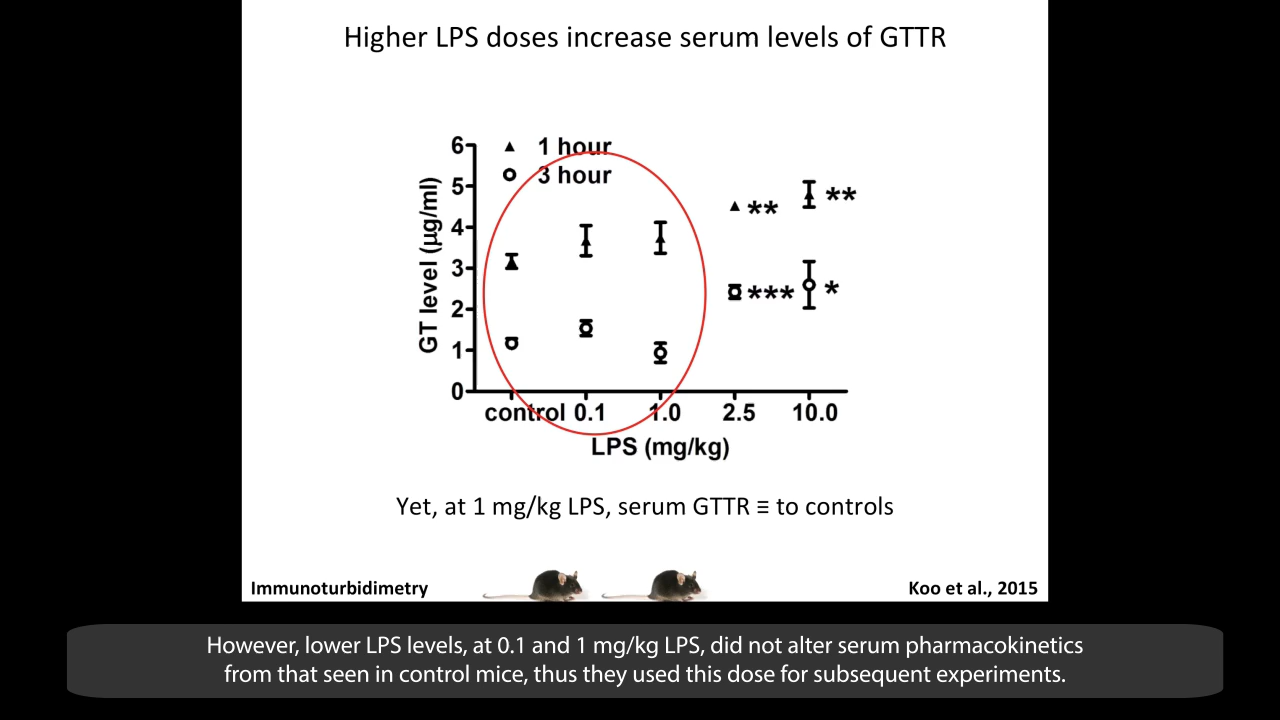 Higher LPS doses increase serum levels of GTTR
1 hour
3 hour
GT level (µg/ml)
6
5
4
3
2
1
0
** **
*** *
control 0.1 1.0 2.5 10.0
LPS (mg/kg)
Yet, at 1 mg/kg LPS, serum GTTR ≡ to controls
Immunoturbidimetry
Koo et al., 2015
However, lower LPS levels, at 0.1 and 1 mg/kg LPS, did not alter serum pharmacokinetics
from that seen in control mice, thus they used this dose for subsequent experiments.